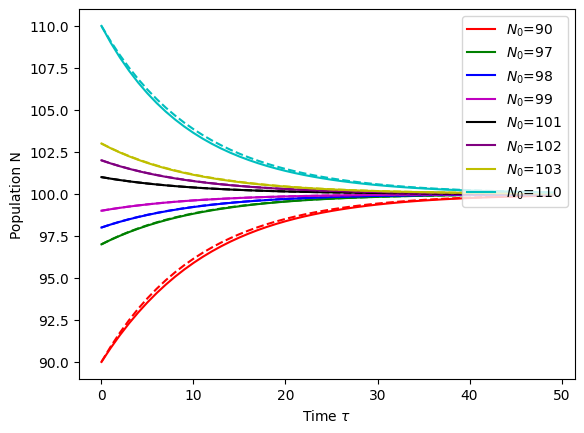 110.0
107.5
105.0
102.5
100.0
97.5
95.0
92.5
90.0
Population N
0
10
20
30
40
50
Time τ
N₀=90
N₀=97
N₀=98
N₀=99
N₀=101
N₀=102
N₀=103
N₀=110